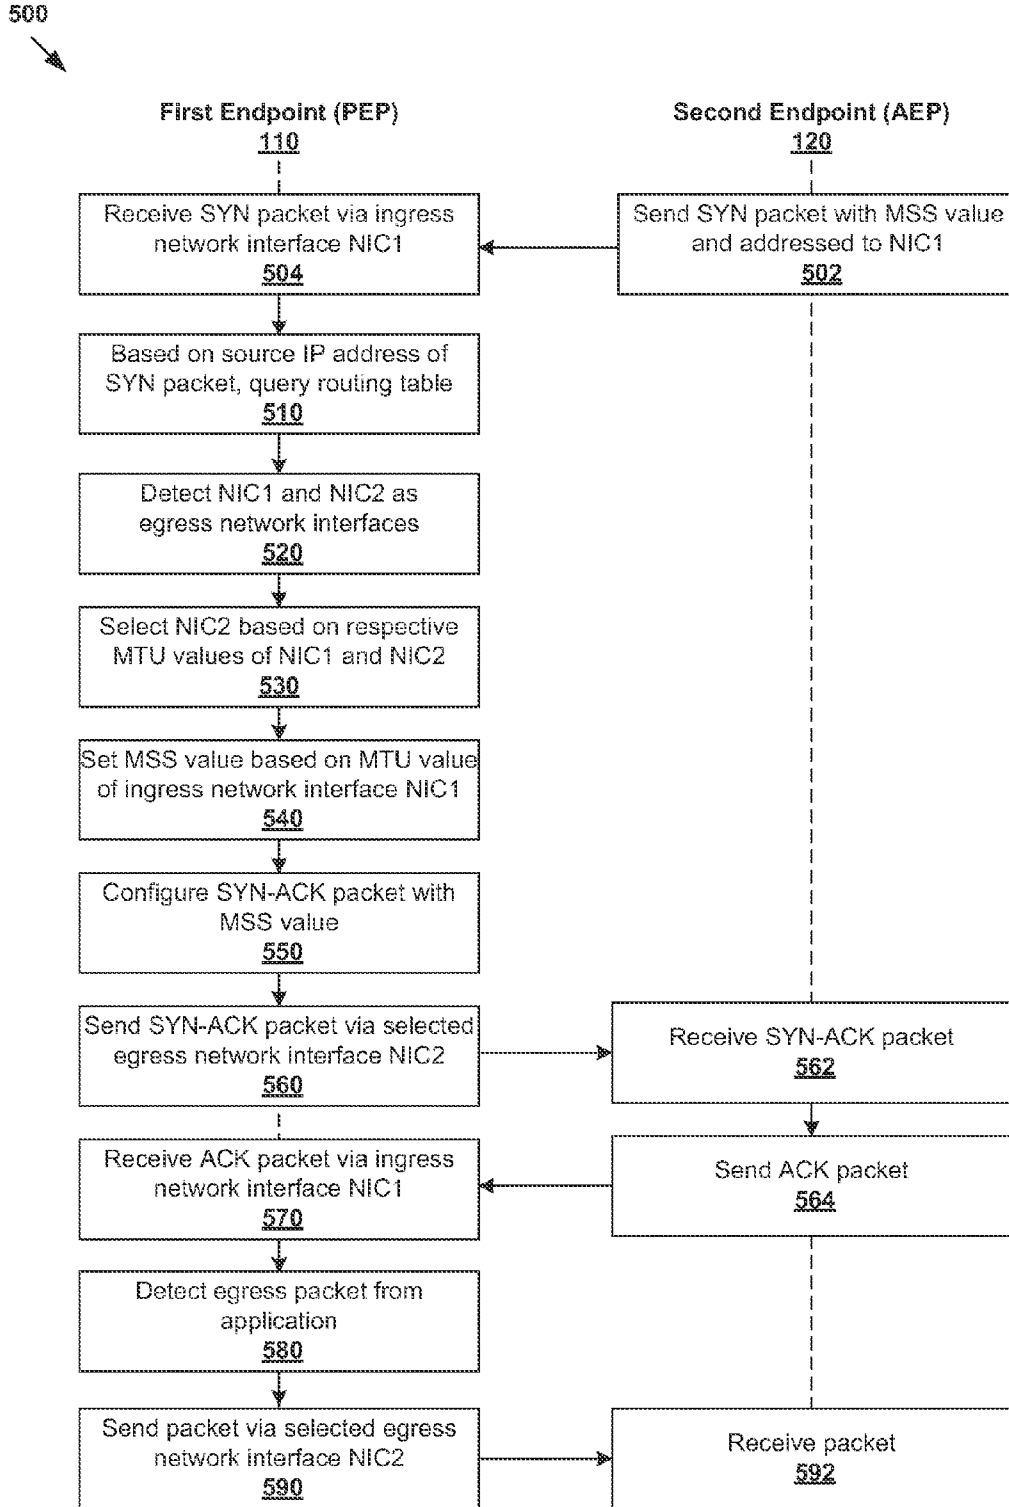 500
First Endpoint (PEP)
110
Second Endpoint (AEP)
120
Receive SYN packet via ingress
network interface NIC1
504
Send SYN packet with MSS value
and addressed to NIC1
502
Based on source IP address of
SYN packet, query routing table
510
Detect NIC1 and NIC2 as
egress network interfaces
520
Select NIC2 based on respective
MTU values of NIC1 and NIC2
530
Set MSS value based on MTU value
of ingress network interface NIC1
540
Configure SYN-ACK packet with
MSS value
550
Send SYN-ACK packet via selected
egress network interface NIC2
560
Receive SYN-ACK packet
562
Receive ACK packet via ingress
network interface NIC1
570
Send ACK packet
564
Detect egress packet from
application
580
Send packet via selected egress
network interface NIC2
590
Receive packet
592